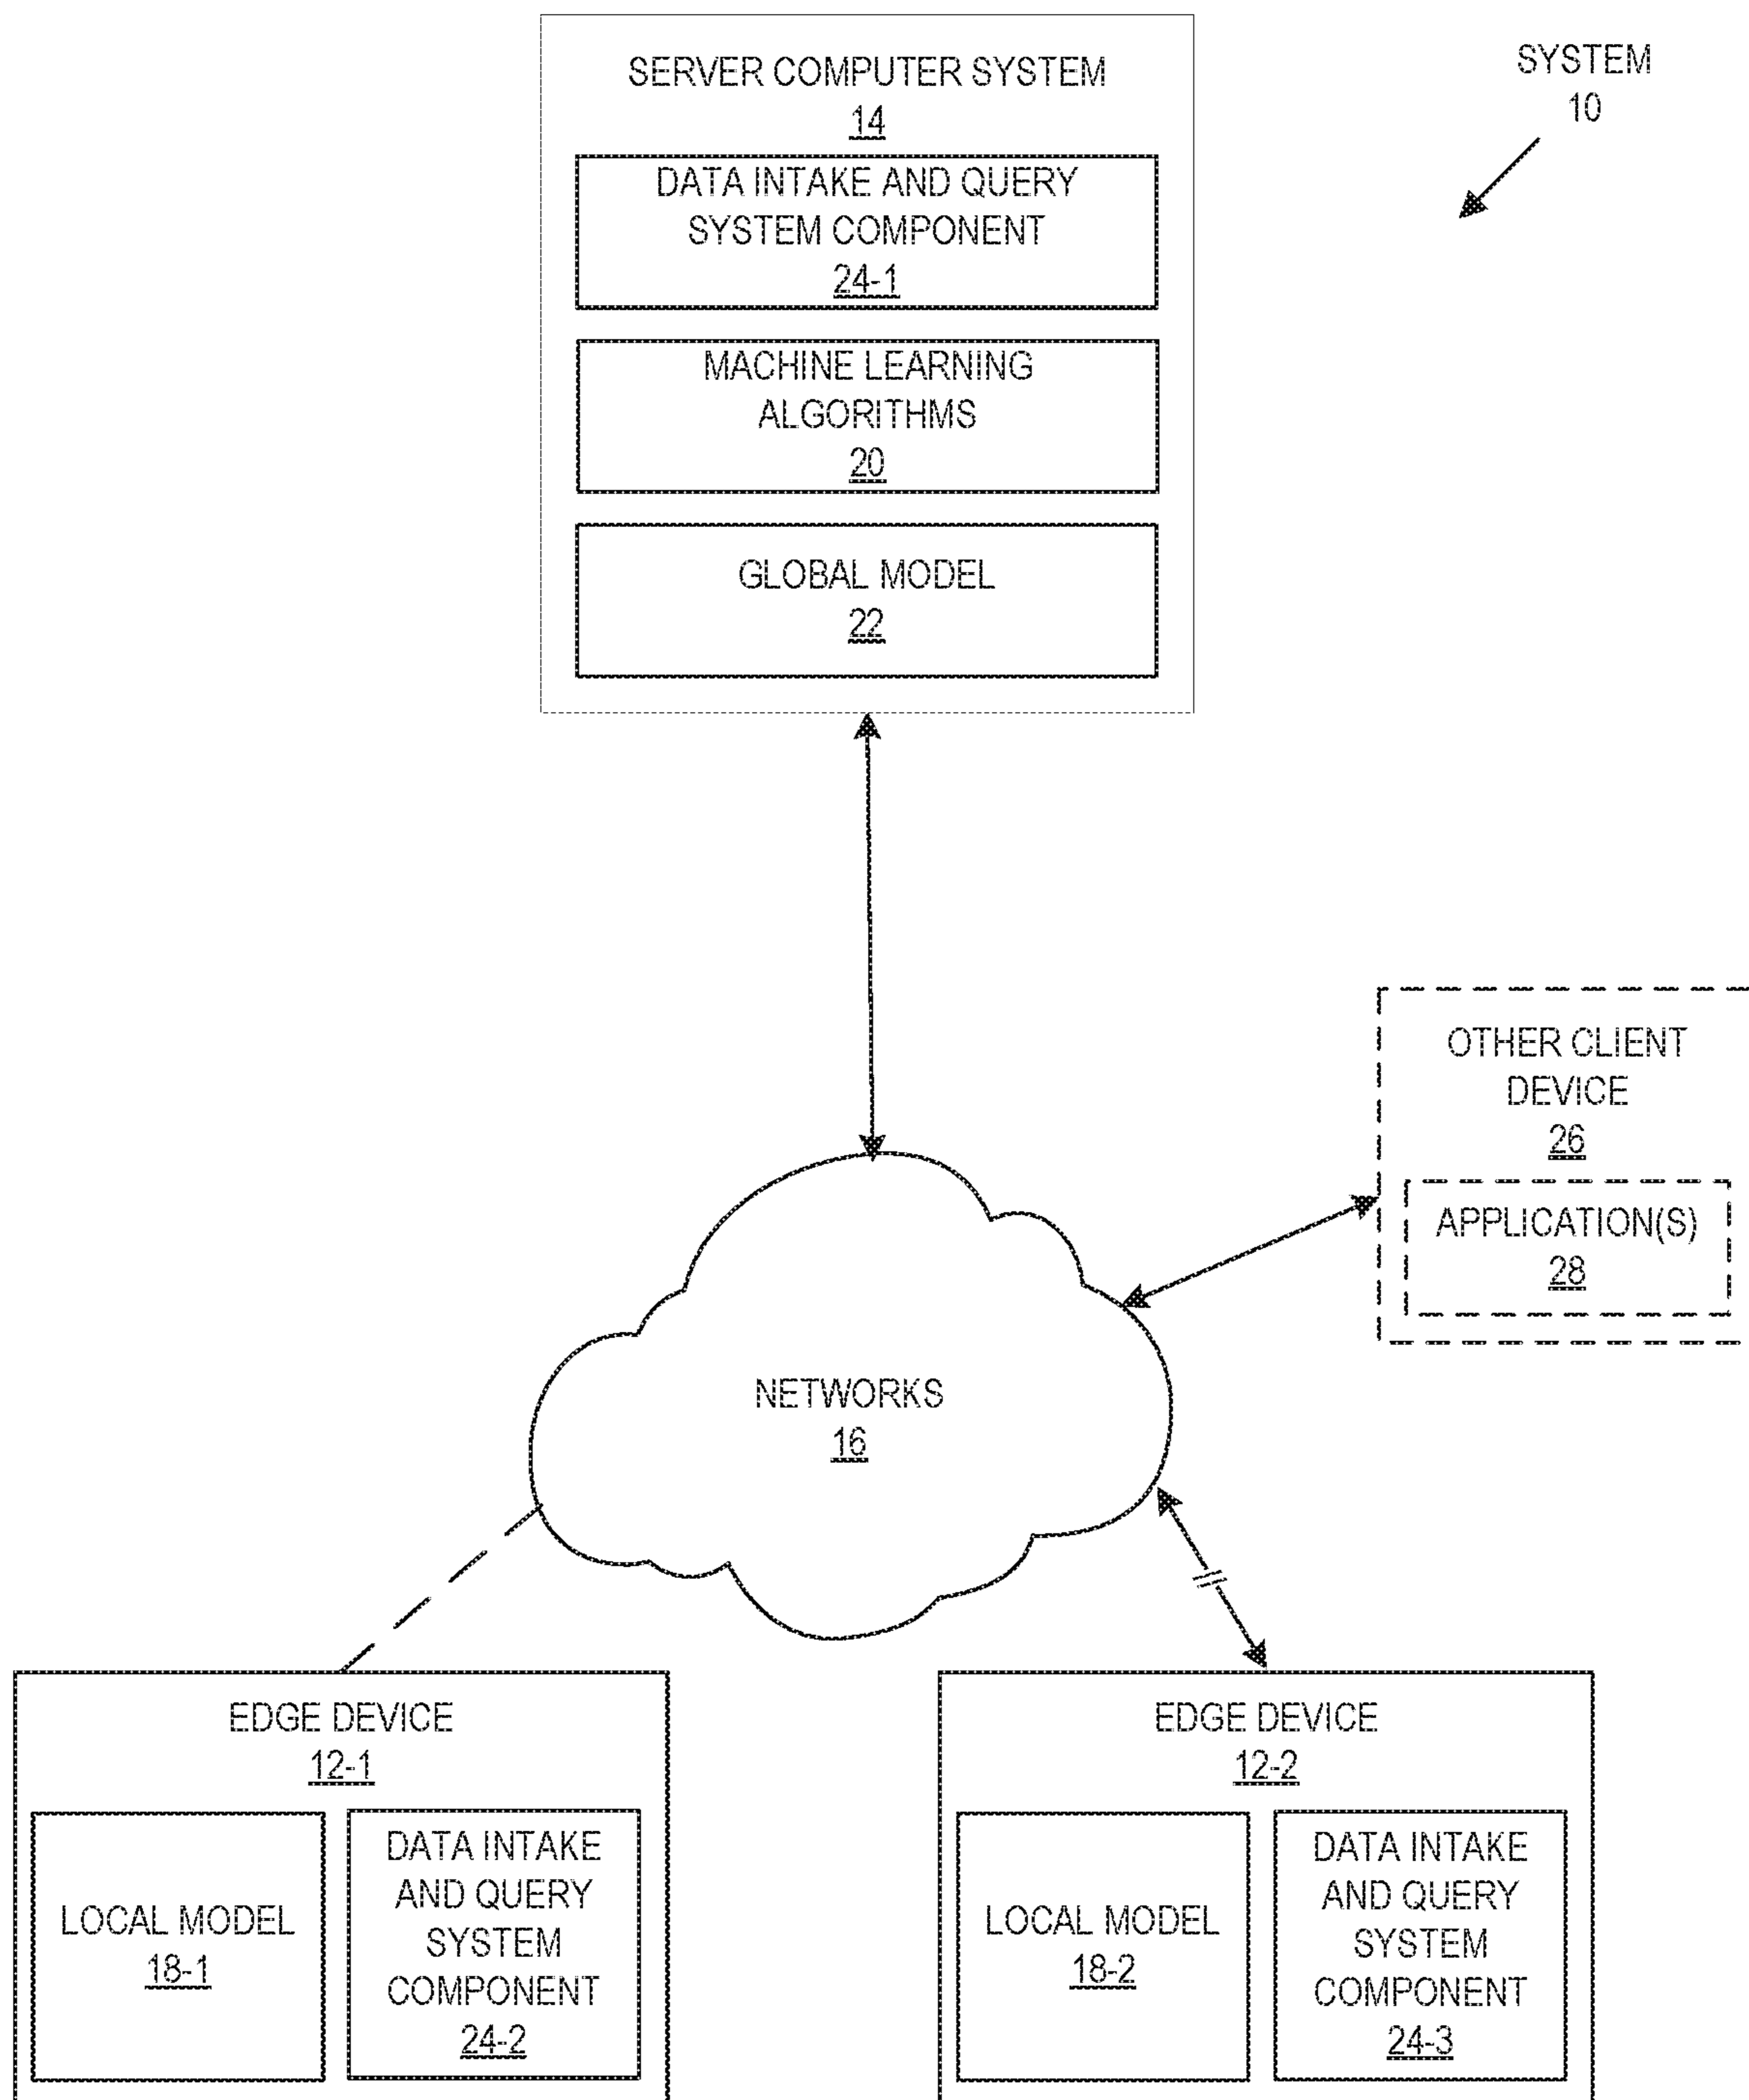 SERVER COMPUTER SYSTEM
14
SYSTEM
10
DATA INTAKE AND QUERY
SYSTEM COMPONENT
24-1
MACHINE LEARNING
ALGORITHMS
20
GLOBAL MODEL
22
OTHER CLIENT
DEVICE
26
APPLICATION(S)
28
NETWORKS
16
EDGE DEVICE
12-1
LOCAL MODEL
18-1
DATA INTAKE
AND QUERY
SYSTEM
COMPONENT
24-2
EDGE DEVICE
12-2
LOCAL MODEL
18-2
DATA INTAKE
AND QUERY
SYSTEM
COMPONENT
24-3